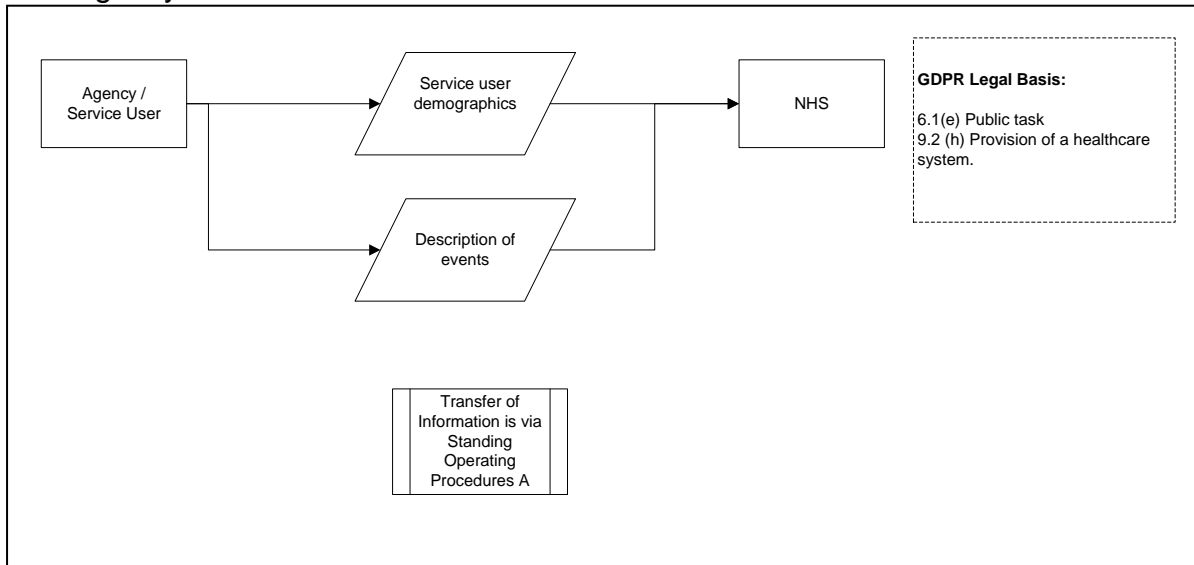 Agency /
Service User
Service user
demographics
NHS
GDPR Legal Basis:
6.1(e) Public task
9.2 (h) Provision of a healthcare
system.
Description of
events
Transfer of
Information is via
Standing
Operating
Procedures A